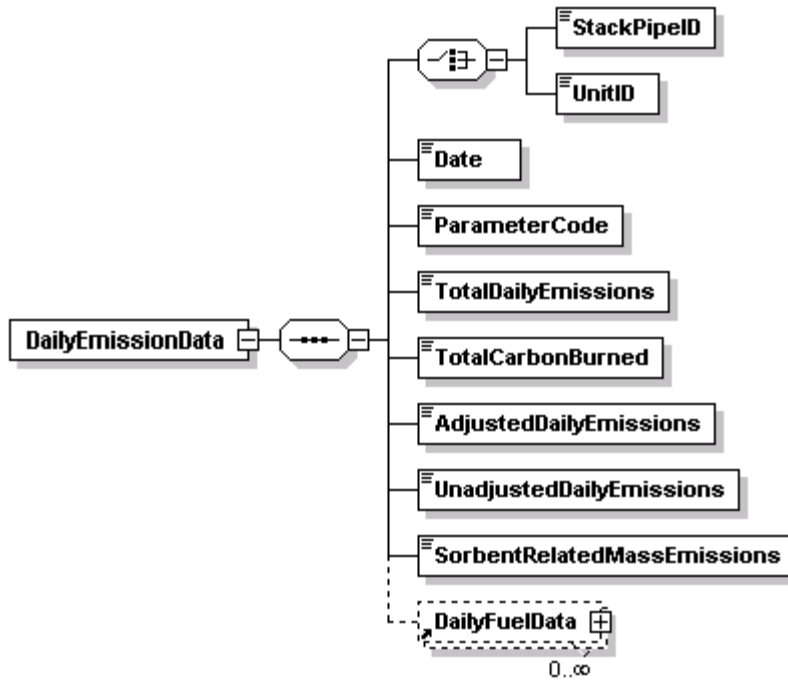 StackPipeID
UnitID
Date
ParameterCode
TotalDailyEmissions
DailyEmissionData
TotalCarbonBurned
AdjustedDailyEmissions
UnadjustedDailyEmissions
SorbentRelatedMassEmissions
DailyFuelData
0..∞